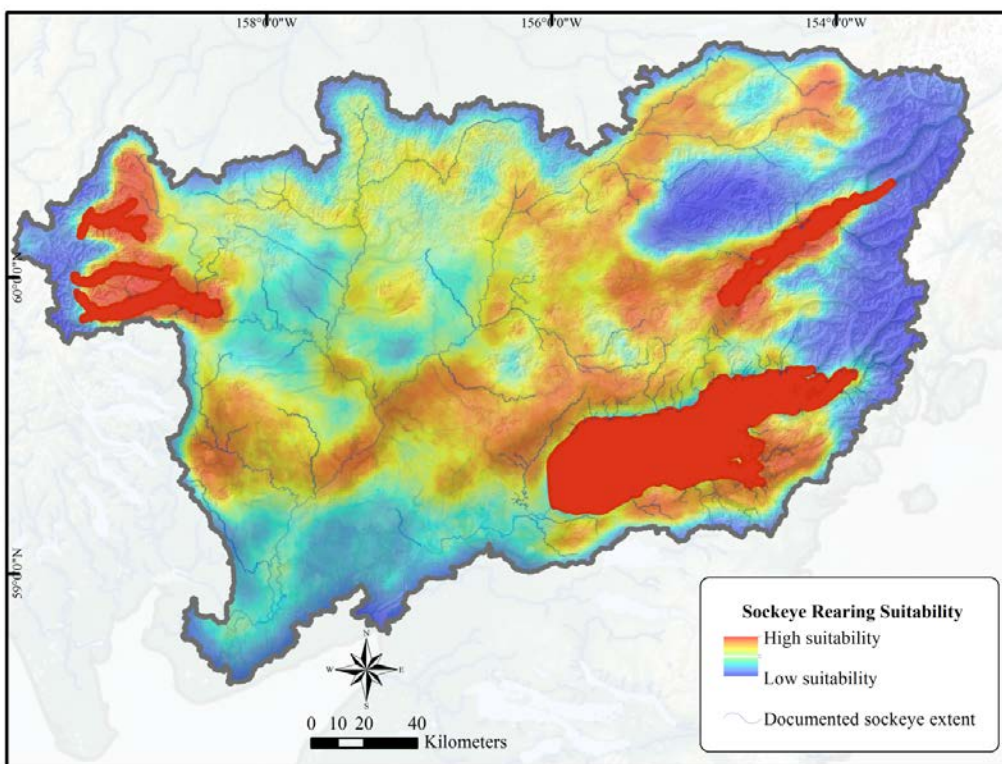 158°0'0"W
156°0'0"W
154°0'0"W
60°0'0"N
59°0'0"N
N
W
E
S
0 10 20 40
Kilometers
Sockeye Rearing Suitability
High suitability
Low suitability
Documented sockeye extent